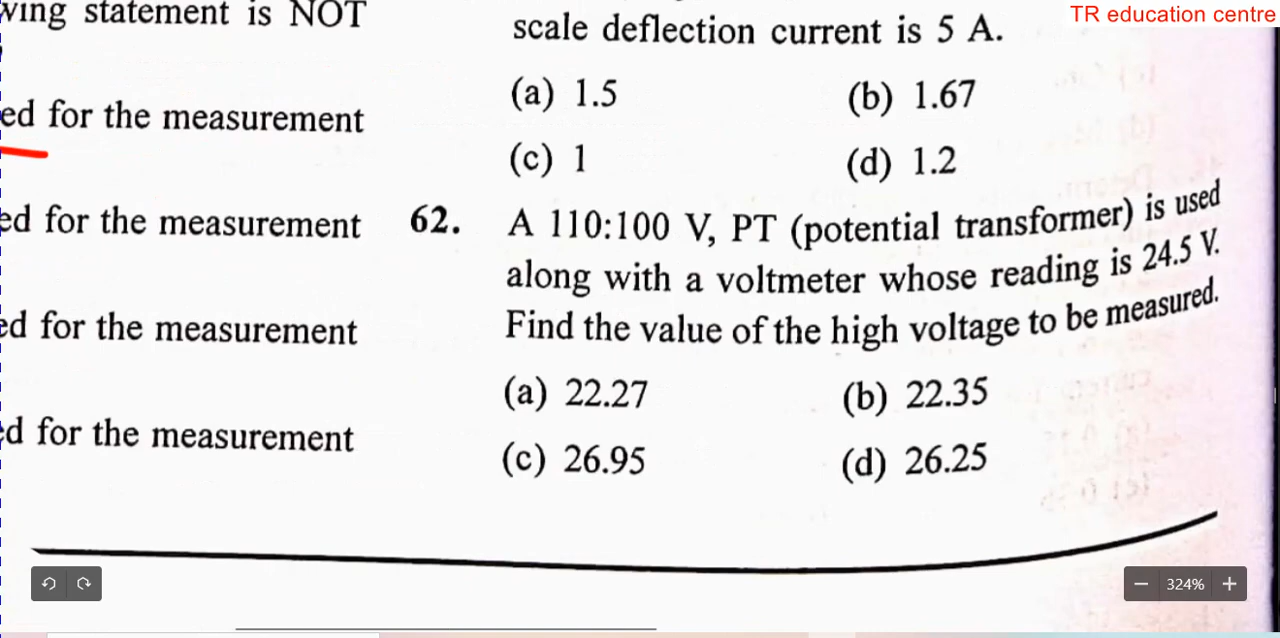 TR education centre
wing statement is NOT
ed for the measurement
ed for the measurement
ed for the measurement
ed for the measurement
scale deflection current is 5 A.
(a) 1.5 (b) 1.67
(c) 1 (d) 1.2
62. A 110:100 V, PT (potential transformer) is used
along with a voltmeter whose reading is 24.5 V.
Find the value of the high voltage to be measured.
(a) 22.27 (b) 22.35
(c) 26.95 (d) 26.25
324%